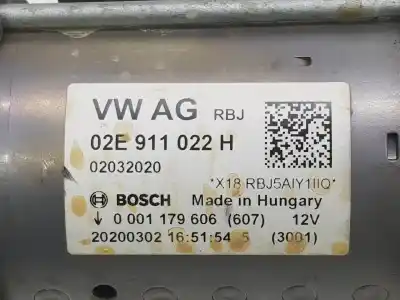 VW AG RBJ
02E 911 022 H
02032020
*X18 RBJ5AIY1IIQ*
BOSCH Made in Hungary
↓ 0 001 179 606 (607) 12V
20200302 16:51:54 5 (3001)